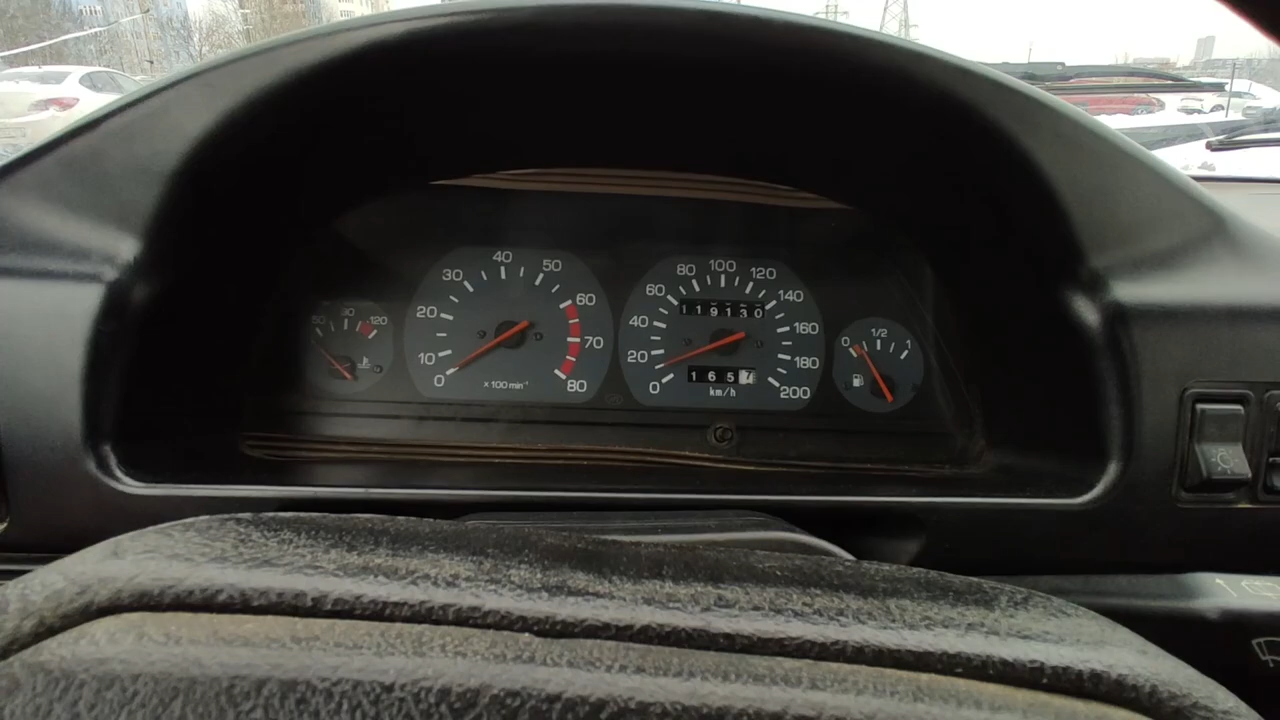 50 90 120
0 10 20 30 40 50 60 70 80
x 100 min⁻¹
0 20 40 60 80 100 120 140 160 180 200
119130
1657
km/h
0 1/2 1